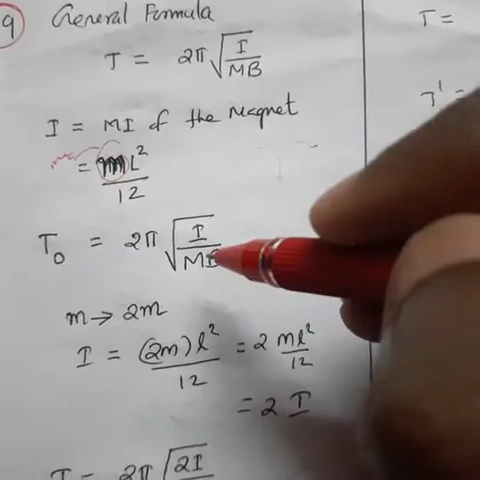 9 General Formula
T = 2π √(I/MB)
I = MI of the Magnet
= mL²/12
T₀ = 2π √(I/MB)
m → 2m
I = (2m)l²/12 = 2 ml²/12
= 2 I
T = 2π √2I
T =
T' =